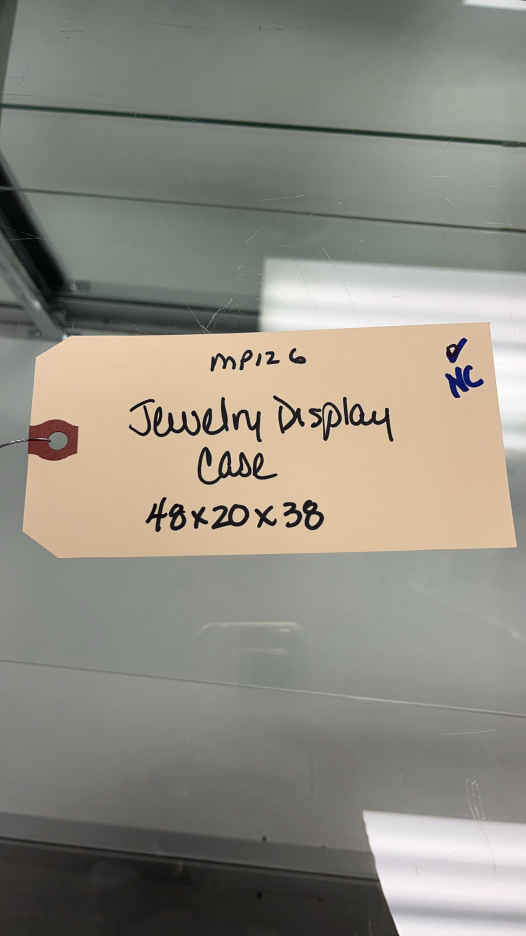 MP126
✓
NC
Jewelry Display
Case
48x20x38